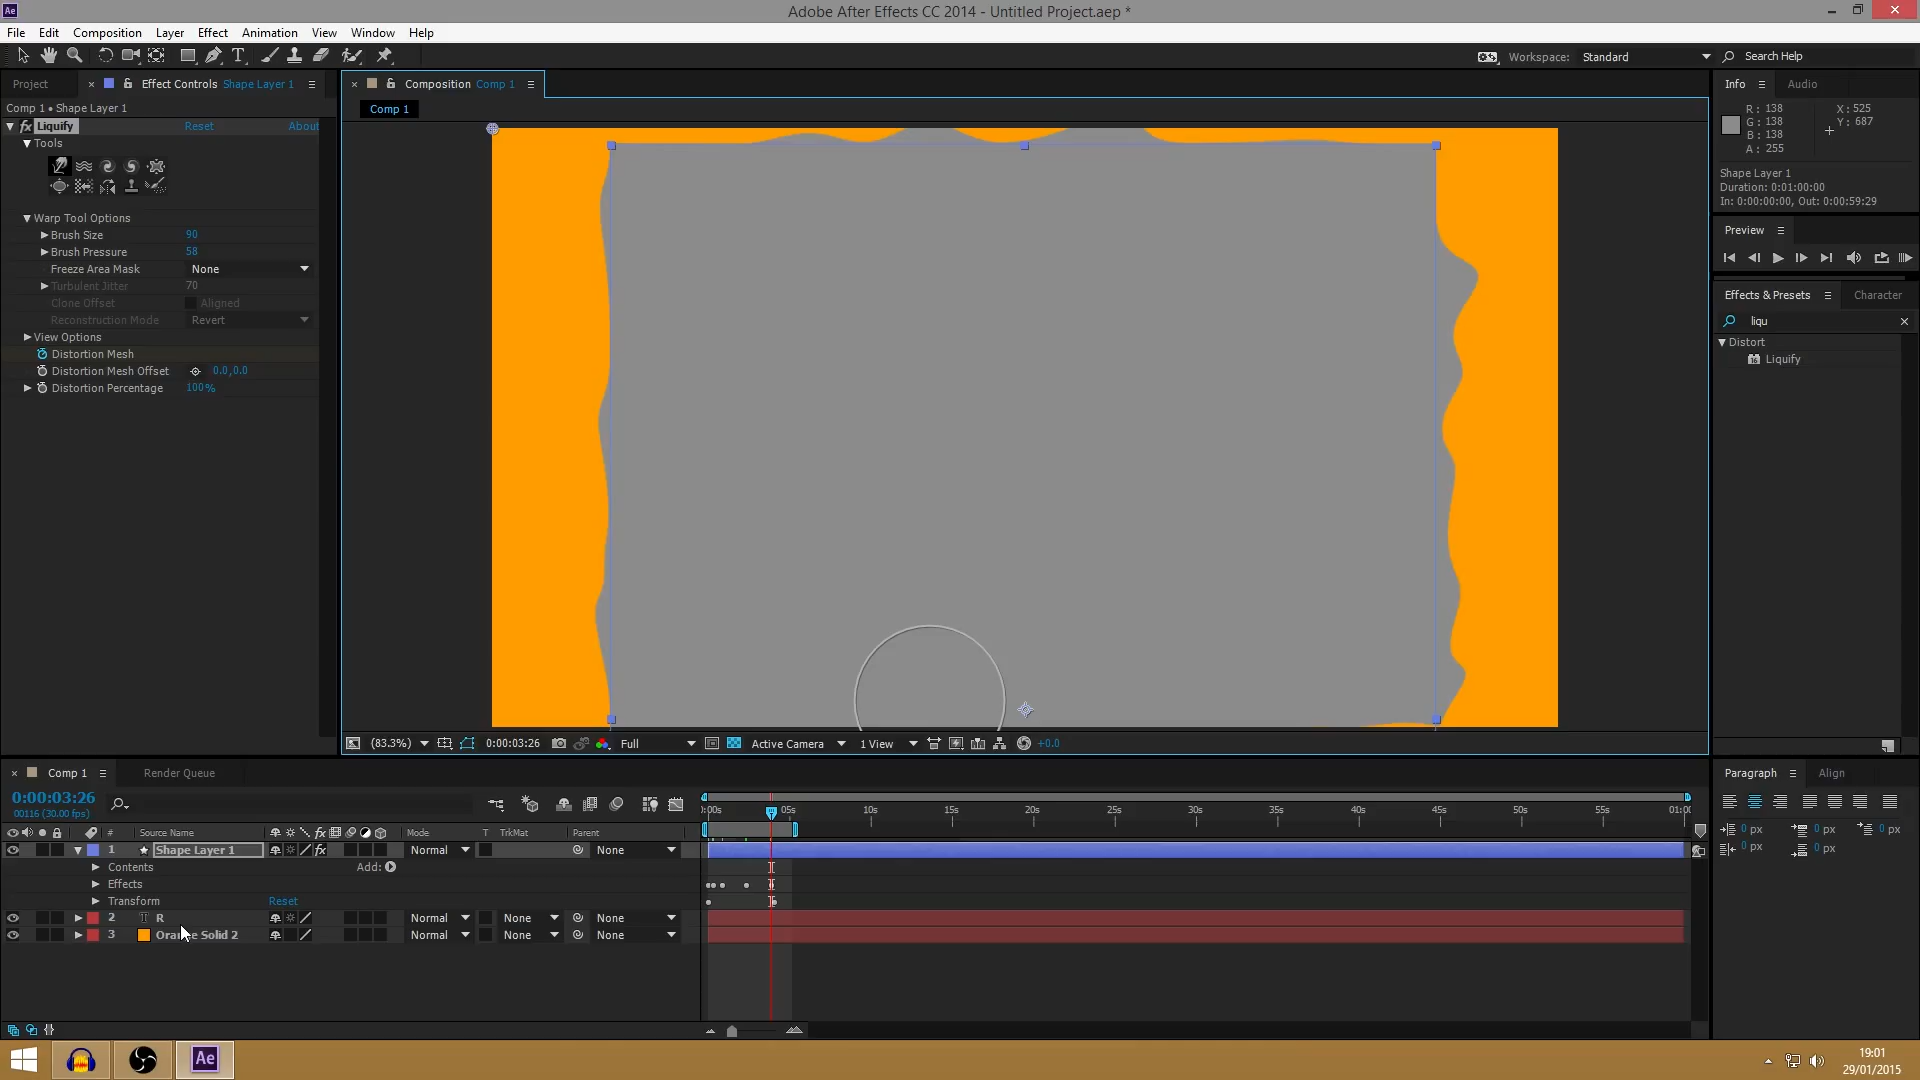 Adobe After Effects CC 2014 - Untitled Project.aep *
File Edit Composition Layer Effect Animation View Window Help
Workspace: Standard Search Help
Project Effect Controls Shape Layer 1
Comp 1 • Shape Layer 1
fx Liquify Reset About
Tools
Warp Tool Options
Brush Size 90
Brush Pressure 58
Freeze Area Mask None
Turbulent Jitter 70
Clone Offset Aligned
Reconstruction Mode Revert
View Options
Distortion Mesh
Distortion Mesh Offset 0.0,0.0
Distortion Percentage 100%
Composition Comp 1
Comp 1
(83.3%) 0:00:03:26 Full Active Camera 1 View +0.0
Info Audio
R: 138 X: 525
G: 138 Y: 687
B: 138
A: 255
Shape Layer 1
Duration: 0:01:00:00
In: 0:00:00:00, Out: 0:00:59:29
Preview
Effects & Presets Character
liqu
Distort
Liquify
Comp 1 Render Queue
0:00:03:26
00116 (30.00 fps)
:00s 05s 10s 15s 20s 25s 30s 35s 40s 45s 50s 55s 01:0
# Source Name fx Mode T TrkMat Parent
1 Shape Layer 1 fx Normal None
Contents Add:
Effects
Transform Reset
2 T R Normal None None
3 Orange Solid 2 Normal None None
Paragraph Align
0 px 0 px 0 px
0 px 0 px
Ae
19:01
29/01/2015